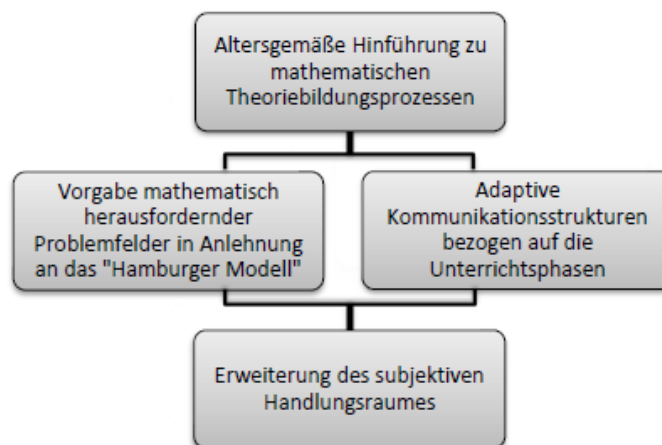 Altersgemäße Hinführung zu
mathematischen
Theoriebildungsprozessen
Vorgabe mathematisch
herausfordernder
Problemfelder in Anlehnung
an das "Hamburger Modell"
Adaptive
Kommunikationsstrukturen
bezogen auf die
Unterrichtsphasen
Erweiterung des subjektiven
Handlungsraumes